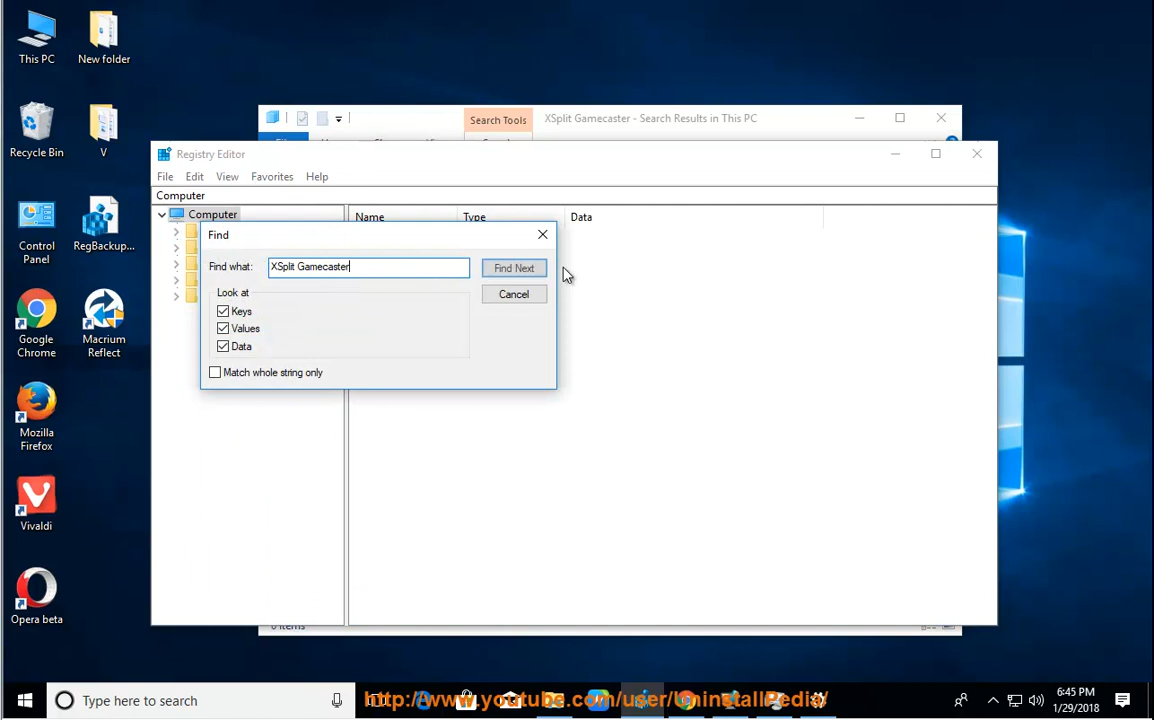 This PC
New folder
Recycle Bin
V
Control
Panel
RegBackup...
Google
Chrome
Macrium
Reflect
Mozilla
Firefox
Vivaldi
Opera beta
Search Tools
XSplit Gamecaster - Search Results in This PC
Registry Editor
File Edit View Favorites Help
Computer
Computer
Name Type Data
Find
Find what: XSplit Gamecaster
Find Next
Look at
Cancel
Keys
Values
Data
Match whole string only
0 items
Type here to search
http://www.youtube.com/user/UninstallPedia/
6:45 PM
1/29/2018